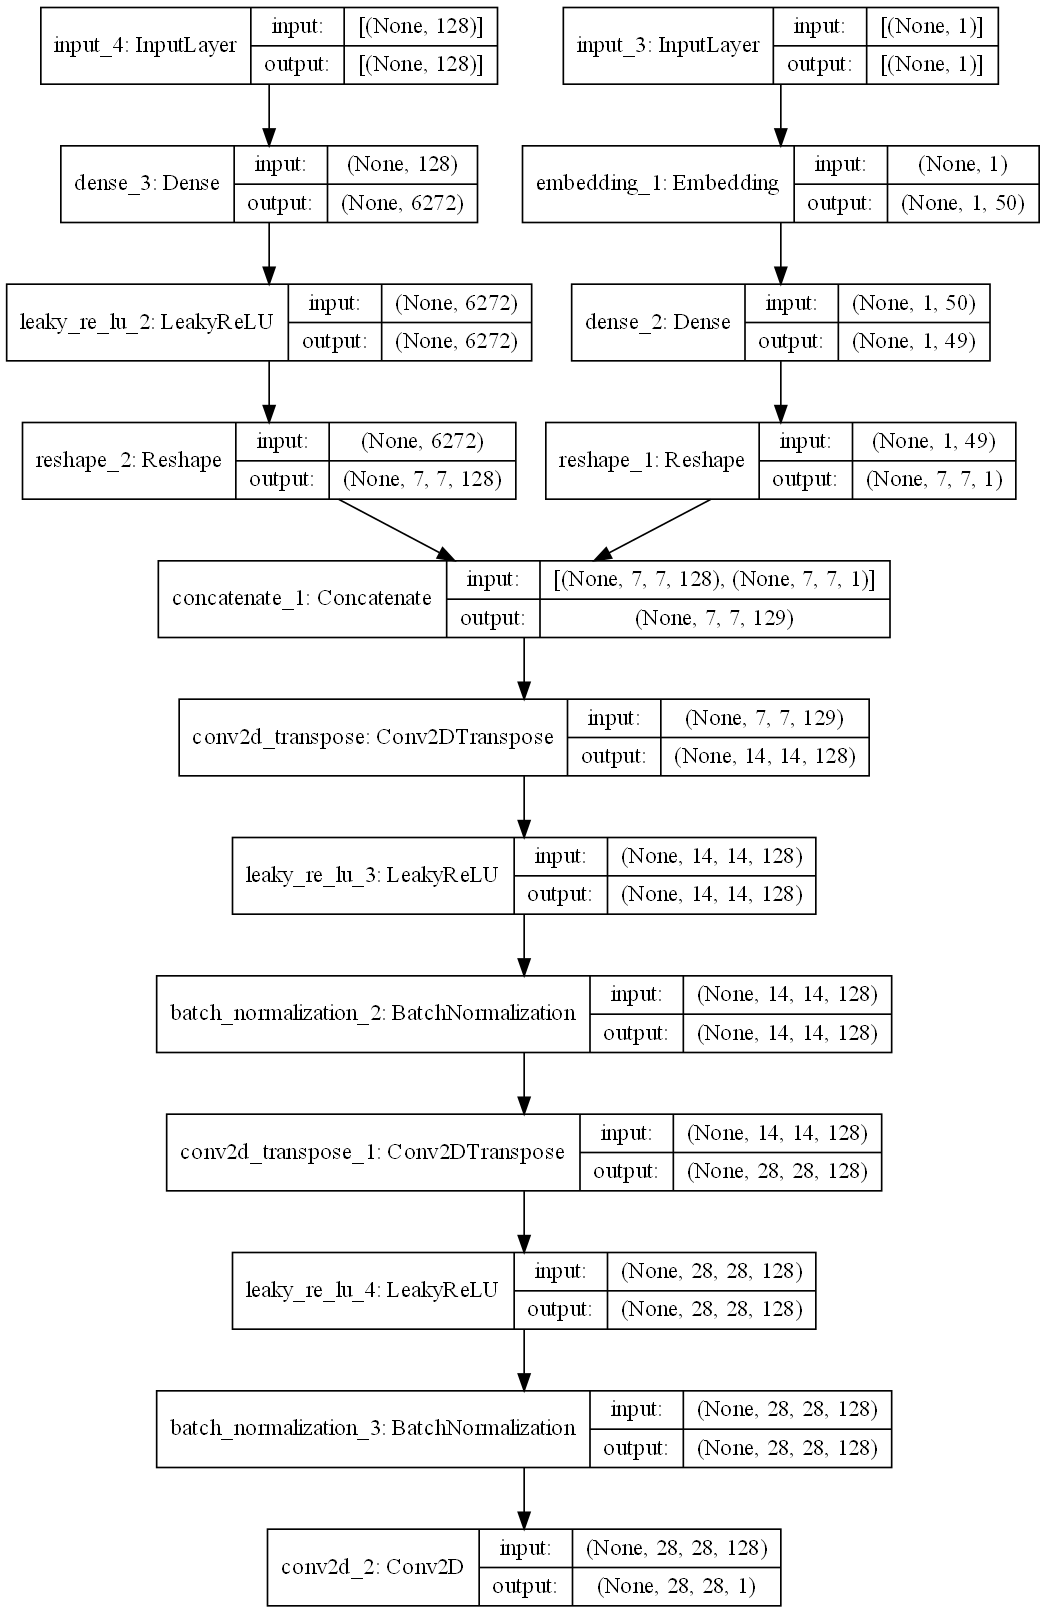 input_4: InputLayer
input: [(None, 128)]
output: [(None, 128)]
input_3: InputLayer
input: [(None, 1)]
output: [(None, 1)]
dense_3: Dense
input: (None, 128)
output: (None, 6272)
embedding_1: Embedding
input: (None, 1)
output: (None, 1, 50)
leaky_re_lu_2: LeakyReLU
input: (None, 6272)
output: (None, 6272)
dense_2: Dense
input: (None, 1, 50)
output: (None, 1, 49)
reshape_2: Reshape
input: (None, 6272)
output: (None, 7, 7, 128)
reshape_1: Reshape
input: (None, 1, 49)
output: (None, 7, 7, 1)
concatenate_1: Concatenate
input: [(None, 7, 7, 128), (None, 7, 7, 1)]
output: (None, 7, 7, 129)
conv2d_transpose: Conv2DTranspose
input: (None, 7, 7, 129)
output: (None, 14, 14, 128)
leaky_re_lu_3: LeakyReLU
input: (None, 14, 14, 128)
output: (None, 14, 14, 128)
batch_normalization_2: BatchNormalization
input: (None, 14, 14, 128)
output: (None, 14, 14, 128)
conv2d_transpose_1: Conv2DTranspose
input: (None, 14, 14, 128)
output: (None, 28, 28, 128)
leaky_re_lu_4: LeakyReLU
input: (None, 28, 28, 128)
output: (None, 28, 28, 128)
batch_normalization_3: BatchNormalization
input: (None, 28, 28, 128)
output: (None, 28, 28, 128)
conv2d_2: Conv2D
input: (None, 28, 28, 128)
output: (None, 28, 28, 1)